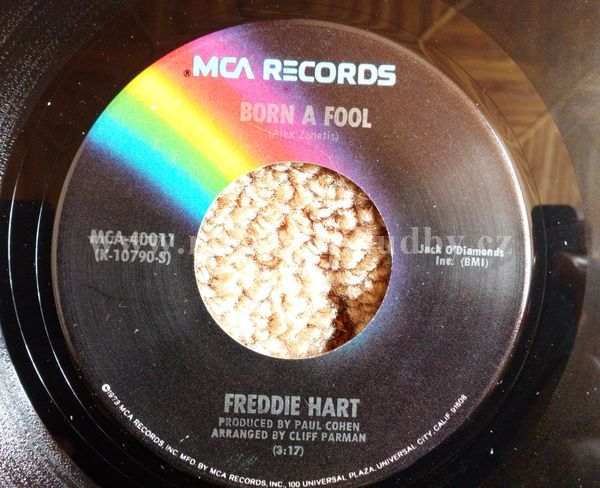 ®MCA RECORDS
BORN A FOOL
(Alex Zanetis)
MCA-40011
(K-10790-S)
Jack O'Diamonds
Inc. (BMI)
FREDDIE HART
PRODUCED BY PAUL COHEN
ARRANGED BY CLIFF PARMAN
(3:17)
©1973 MCA RECORDS, INC. MFD BY MCA RECORDS, INC., 100 UNIVERSAL PLAZA, UNIVERSAL CITY, CALIF. 91608